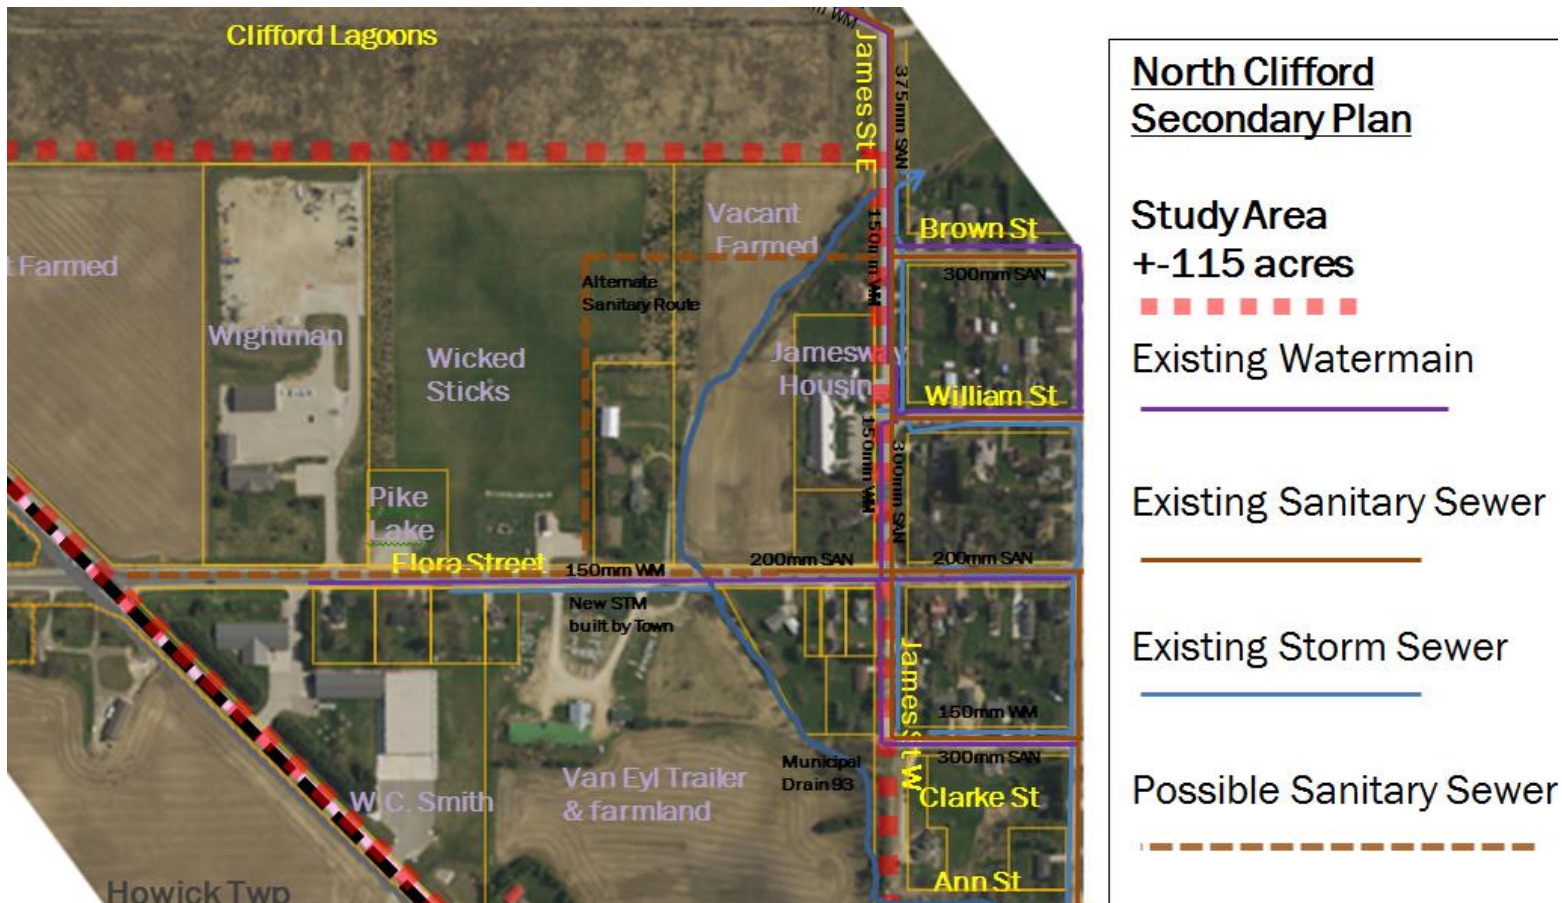 Clifford Lagoons
WM
James St E
375mm SAN
North Clifford
Secondary Plan
Study Area
+-115 acres
Existing Watermain
Existing Sanitary Sewer
Existing Storm Sewer
Possible Sanitary Sewer
Vacant
Farmed
150mm WM
Brown St
300mm SAN
Farmed
Alternate
Sanitary Route
Wightman
Wicked
Sticks
Jamesway
Housin
William St
150mm WM
300mm SAN
Pike
Lake
Elora Street
150mm WM
200mm SAN
200mm SAN
New STM
built by Town
James St W
150mm WM
300mm SAN
Municipal
Drain 93
Van Eyl Trailer
& farmland
W.C. Smith
Clarke St
Ann St
Howick Twp